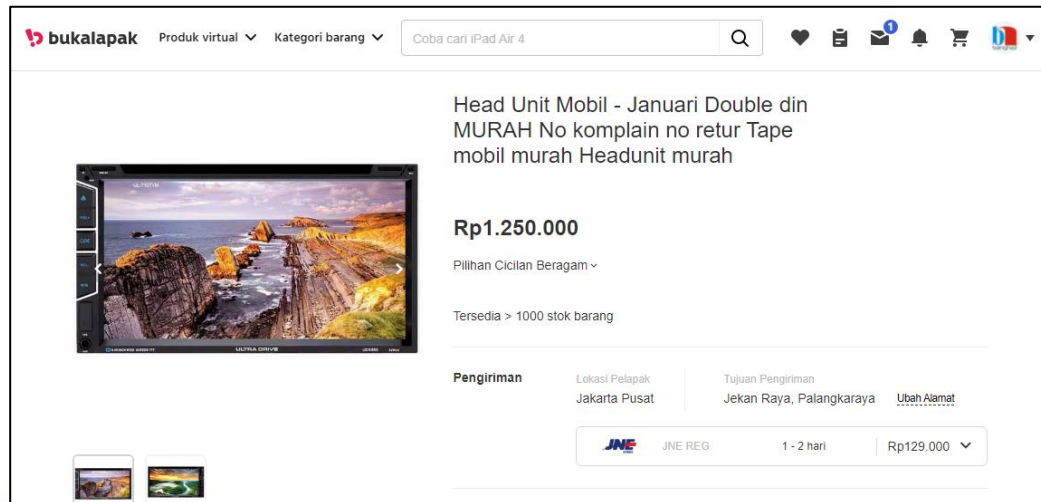 bukalapak Produk virtual Kategori barang Coba cari iPad Air 4 1
Head Unit Mobil - Januari Double din
MURAH No komplain no retur Tape
mobil murah Headunit murah
Rp1.250.000
Pilihan Cicilan Beragam
Tersedia > 1000 stok barang
Pengiriman Lokasi Pelapak Tujuan Pengiriman
Jakarta Pusat Jekan Raya, Palangkaraya Ubah Alamat
JNE JNE REG 1 - 2 hari Rp129.000
ULTRA DRIVE